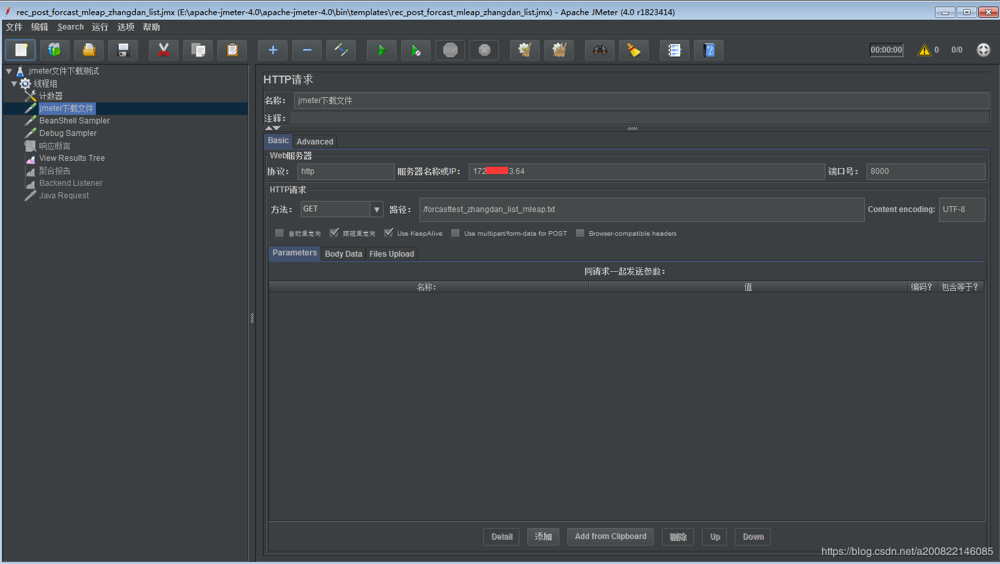 rec_post_forcast_mleap_zhangdan_list.jmx (E:\apache-jmeter-4.0\apache-jmeter-4.0\bin\templates\rec_post_forcast_mleap_zhangdan_list.jmx) - Apache JMeter (4.0 r1823414)
文件 编辑 Search 运行 选项 帮助
STOP 00:00:00 0 0/0
jmeter文件下载测试
线程组
计数器
jmeter下载文件
BeanShell Sampler
Debug Sampler
响应断言
View Results Tree
聚合报告
Backend Listener
Java Request
HTTP请求
名称： jmeter下载文件
注释：
Basic Advanced
Web服务器
协议： http 服务器名称或IP： 172 3.64 端口号： 8000
HTTP请求
方法： GET 路径： /forcasttest_zhangdan_list_mleap.txt Content encoding: UTF-8
自动重定向 跟随重定向 Use KeepAlive Use multipart/form-data for POST Browser-compatible headers
Parameters Body Data Files Upload
同请求一起发送参数：
名称： 值 编码？ 包含等于？
Detail 添加 Add from Clipboard 删除 Up Down
https://blog.csdn.net/a200822146085